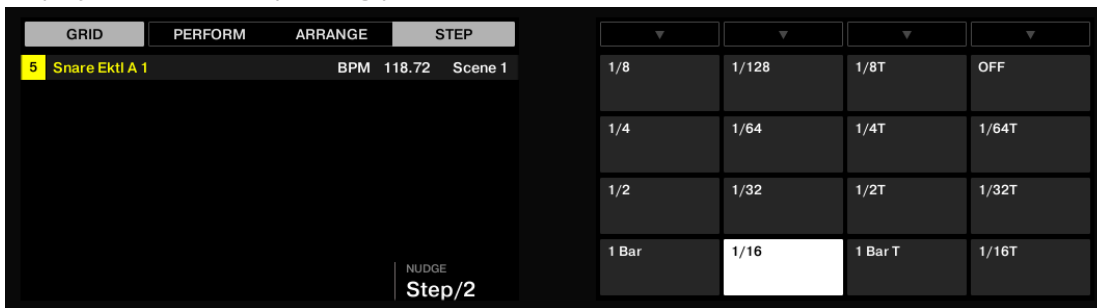 GRID PERFORM ARRANGE STEP
5 Snare Ektl A 1 BPM 118.72 Scene 1
NUDGE
Step/2
1/8 1/128 1/8T OFF
1/4 1/64 1/4T 1/64T
1/2 1/32 1/2T 1/32T
1 Bar 1/16 1 Bar T 1/16T